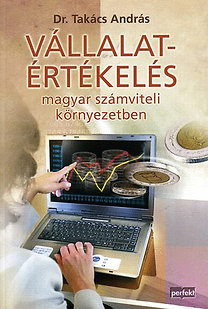 Dr. Takács András
VÁLLALAT-
ÉRTÉKELÉS
magyar számviteli
környezetben
perfekt